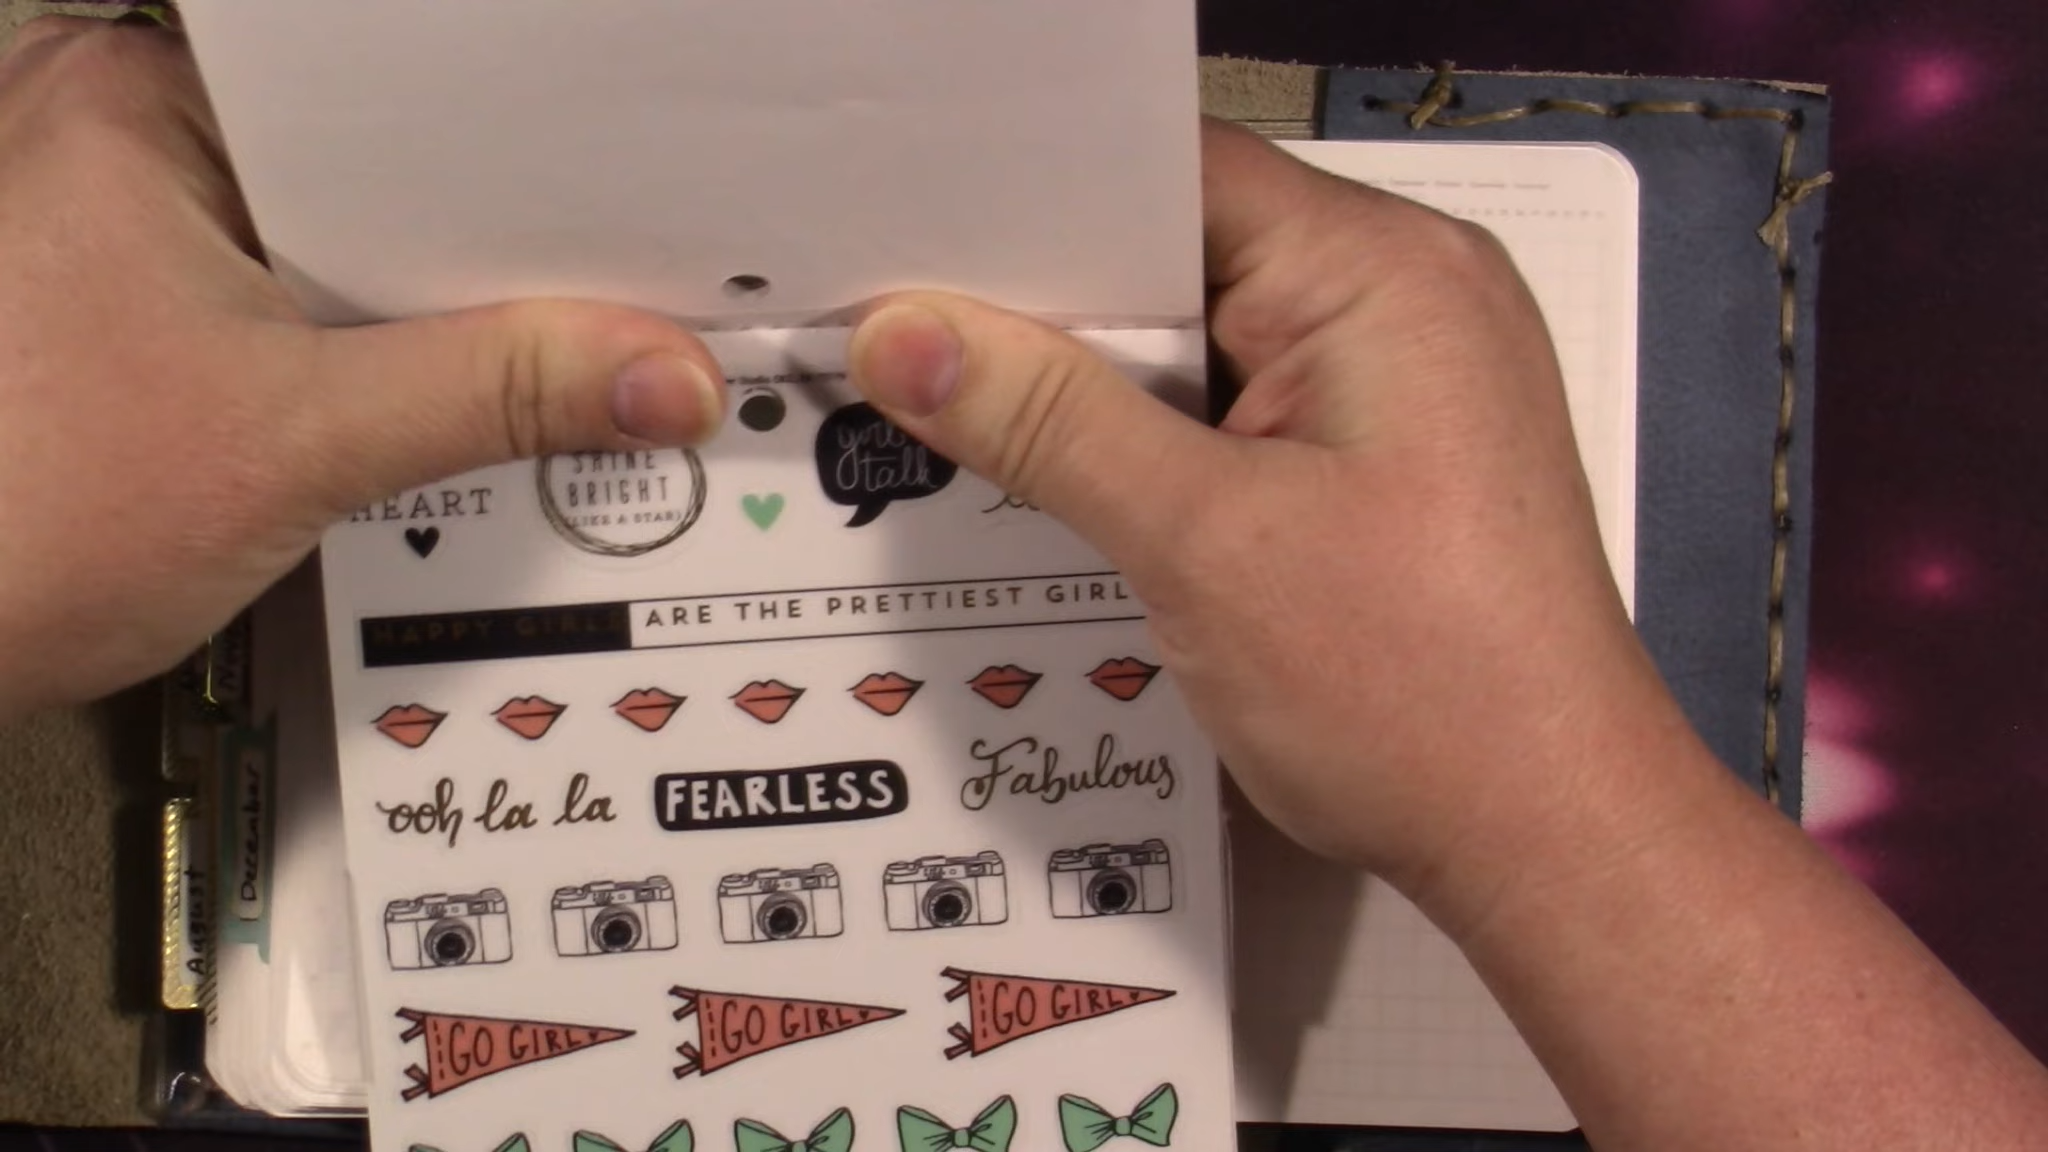 HEART
SHINE
BRIGHT
(LIKE A STAR)
girl
talk
HAPPY GIRLS ARE THE PRETTIEST GIRL
ooh la la
FEARLESS
Fabulous
GO GIRL
GO GIRL
GO GIRL
December
August